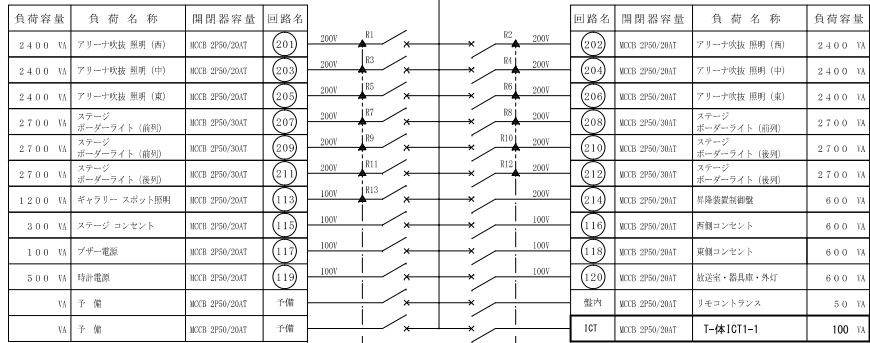 負荷容量 負荷名称 開閉器容量 回路名 回路名 開閉器容量 負荷名称 負荷容量
2400 VA アリーナ吹抜 照明 (西) MCCB 2P50/20AT 201 200V R1 R2 200V 202 MCCB 2P50/20AT アリーナ吹抜 照明 (西) 2400 VA
2400 VA アリーナ吹抜 照明 (中) MCCB 2P50/20AT 203 200V R3 R4 200V 204 MCCB 2P50/20AT アリーナ吹抜 照明 (中) 2400 VA
2400 VA アリーナ吹抜 照明 (東) MCCB 2P50/20AT 205 200V R5 R6 200V 206 MCCB 2P50/20AT アリーナ吹抜 照明 (東) 2400 VA
2700 VA ステージ ボーダーライト (前列) MCCB 2P50/30AT 207 200V R7 R8 200V 208 MCCB 2P50/30AT ステージ ボーダーライト (前列) 2700 VA
2700 VA ステージ ボーダーライト (前列) MCCB 2P50/30AT 209 200V R9 R10 200V 210 MCCB 2P50/30AT ステージ ボーダーライト (後列) 2700 VA
2700 VA ステージ ボーダーライト (後列) MCCB 2P50/30AT 211 200V R11 R12 200V 212 MCCB 2P50/30AT ステージ ボーダーライト (後列) 2700 VA
1200 VA ギャラリー スポット照明 MCCB 2P50/20AT 113 100V R13 200V 214 MCCB 2P50/20AT 昇降装置制御盤 600 VA
300 VA ステージ コンセント MCCB 2P50/20AT 115 100V 100V 116 MCCB 2P50/20AT 西側コンセント 600 VA
100 VA ブザー電源 MCCB 2P50/20AT 117 100V 100V 118 MCCB 2P50/20AT 東側コンセント 600 VA
500 VA 時計電源 MCCB 2P50/20AT 119 100V 100V 120 MCCB 2P50/20AT 放送室・器具庫・外灯 600 VA
VA 予備 MCCB 2P50/20AT 予備 盤内 MCCB 2P50/20AT リモコントランス 50 VA
VA 予備 MCCB 2P50/20AT 予備 ICT MCCB 2P50/20AT T-体ICT1-1 100 VA